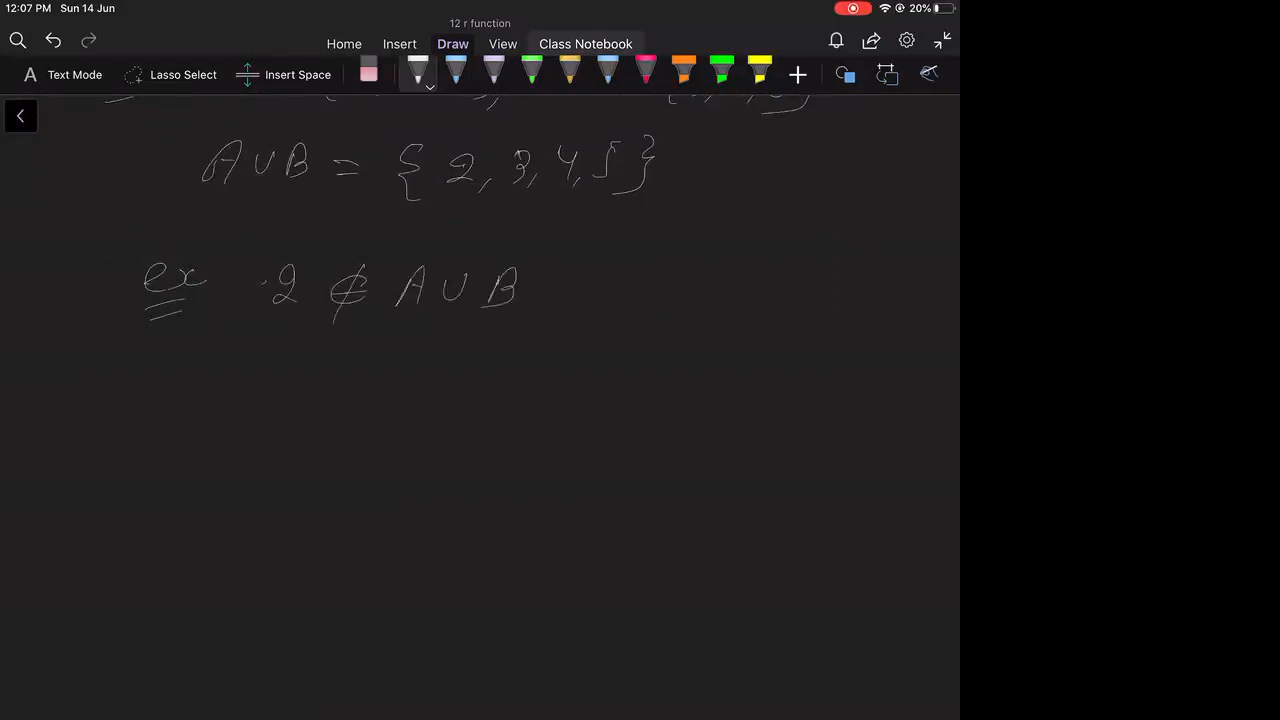 12:07 PM Sun 14 Jun 20%
12 r function
Home Insert Draw View Class Notebook
A Text Mode Lasso Select Insert Space
A∪B = { 2, 3, 4, 5 }
ex 2 ∉ A ∪ B